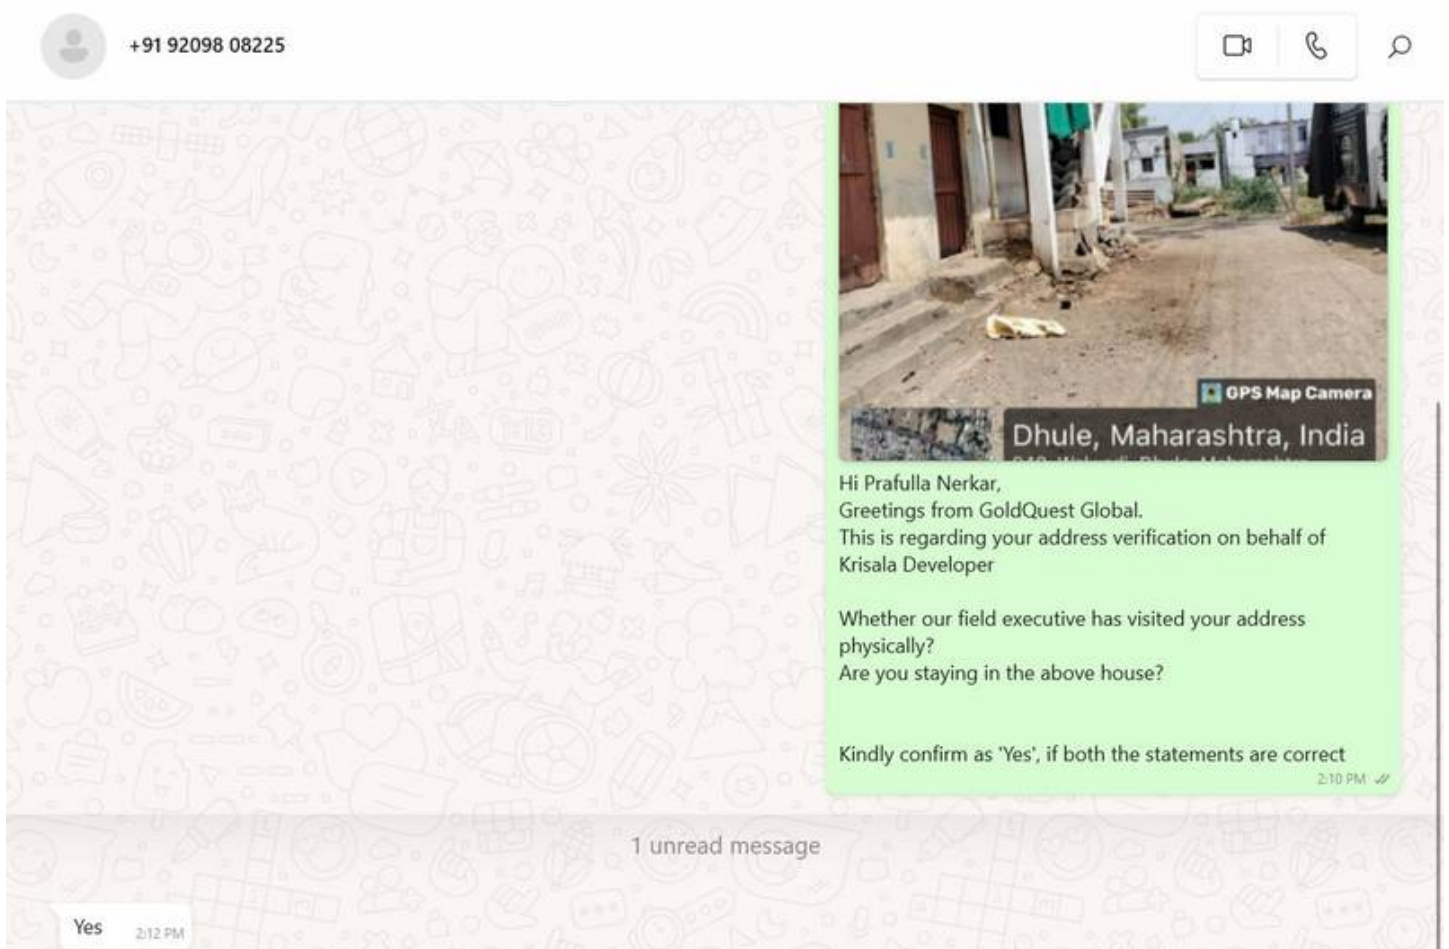 +91 92098 08225
GPS Map Camera
Dhule, Maharashtra, India
Hi Prafulla Nerkar,
Greetings from GoldQuest Global.
This is regarding your address verification on behalf of
Krisala Developer
Whether our field executive has visited your address
physically?
Are you staying in the above house?
Kindly confirm as 'Yes', if both the statements are correct
2:10 PM
1 unread message
Yes
2:12 PM